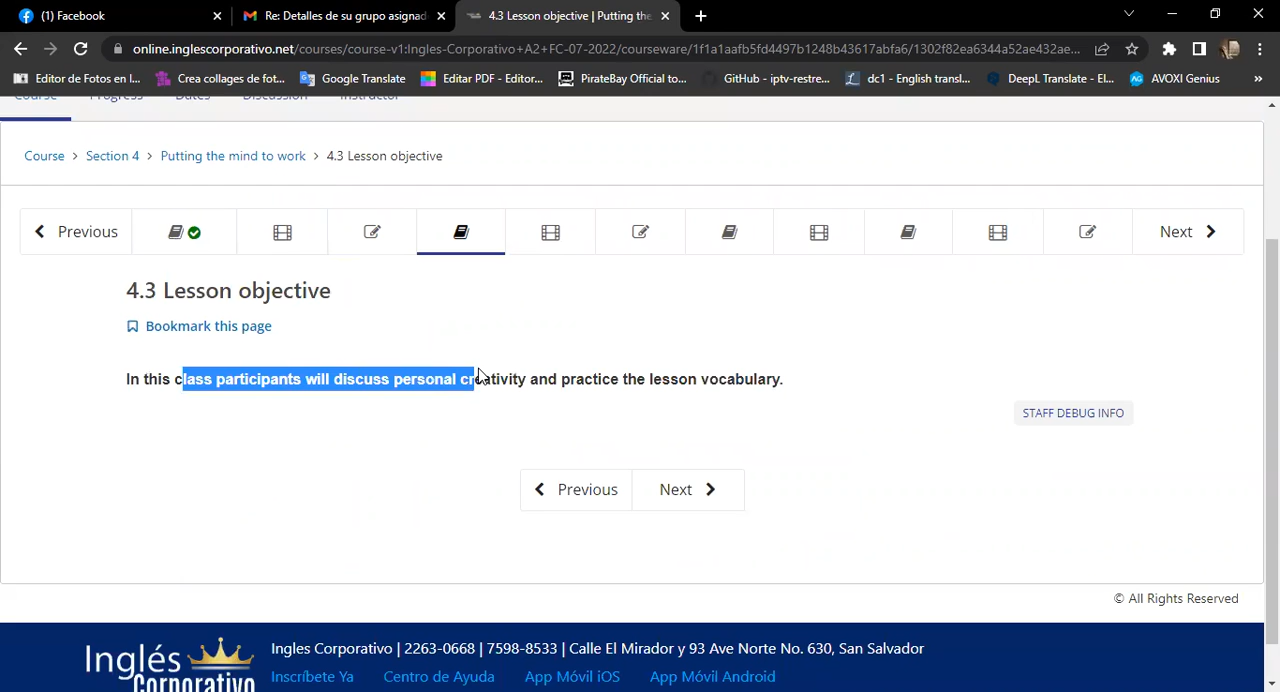 (1) Facebook
Re: Detalles de su grupo asignad
4.3 Lesson objective | Putting the
online.inglescorporativo.net/courses/course-v1:Ingles-Corporativo+A2+FC-07-2022/courseware/1f1a1aafb5fd4497b1248b43617abfa6/1302f82ea6344a52ae432ae...
Editor de Fotos en l...
Crea collages de fot...
Google Translate
Editar PDF - Editor...
PirateBay Official to...
GitHub - iptv-restre...
dc1 - English transl...
DeepL Translate - El...
AVOXI Genius
»
Course
Progress
Dates
Discussion
Instructor
Course > Section 4 > Putting the mind to work > 4.3 Lesson objective
Previous
Next
4.3 Lesson objective
Bookmark this page
In this class participants will discuss personal creativity and practice the lesson vocabulary.
STAFF DEBUG INFO
Previous
Next
© All Rights Reserved
Inglés Corporativo
Ingles Corporativo | 2263-0668 | 7598-8533 | Calle El Mirador y 93 Ave Norte No. 630, San Salvador
Inscríbete Ya
Centro de Ayuda
App Móvil iOS
App Móvil Android